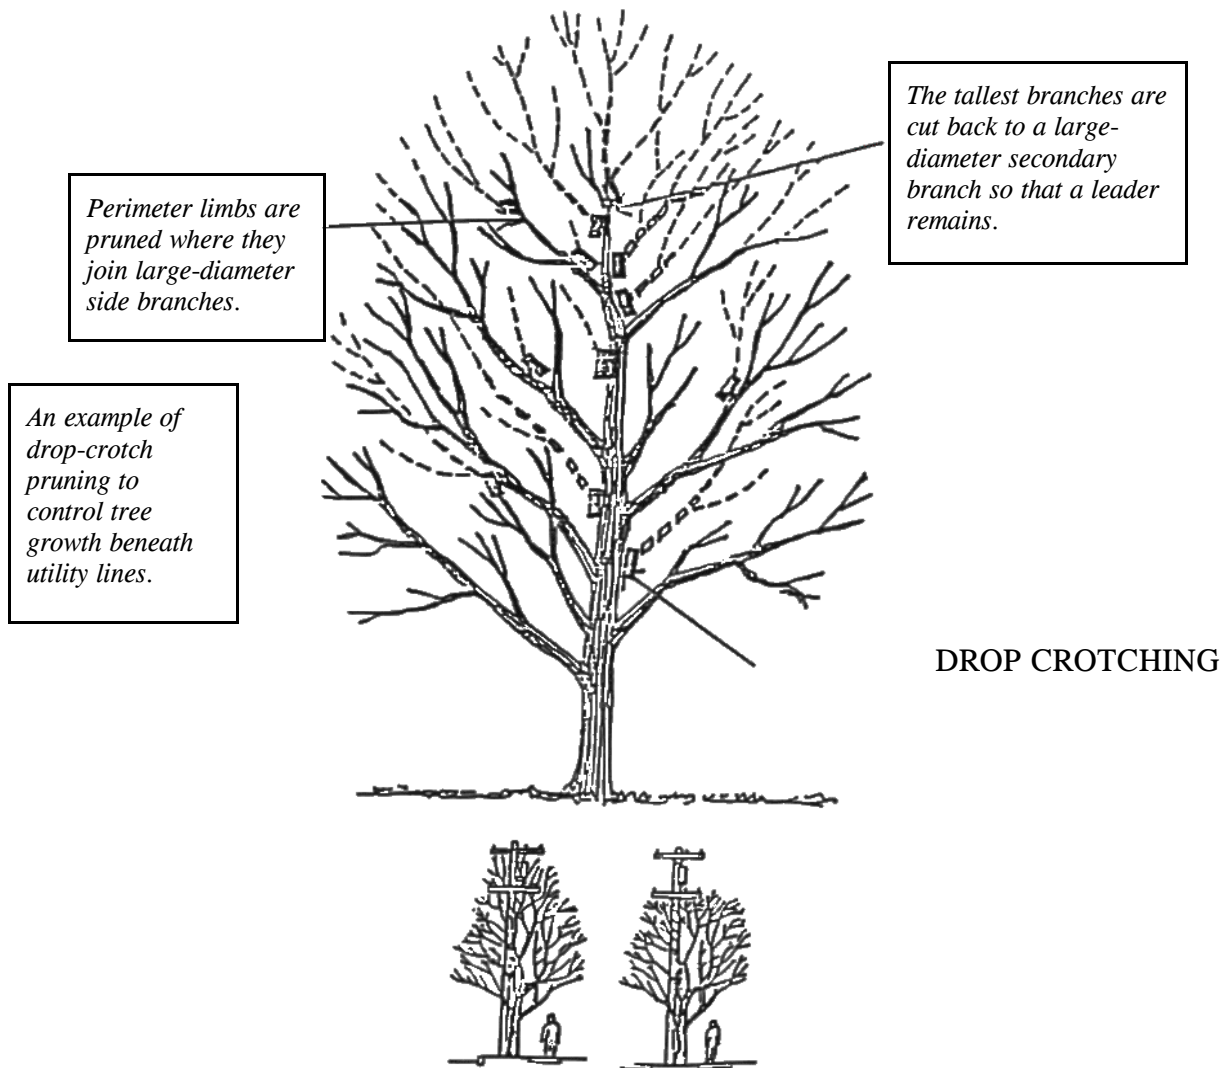 The tallest branches are
cut back to a large-
diameter secondary
branch so that a leader
remains.
Perimeter limbs are
pruned where they
join large-diameter
side branches.
An example of
drop-crotch
pruning to
control tree
growth beneath
utility lines.
DROP CROTCHING